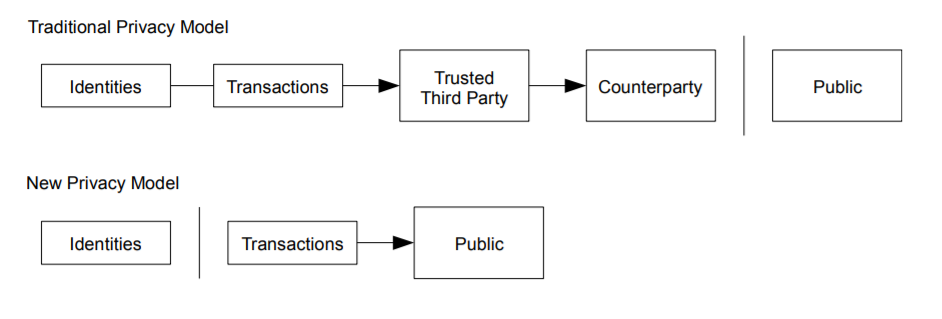 Traditional Privacy Model
Identities
Transactions
Trusted
Third Party
Counterparty
Public
New Privacy Model
Identities
Transactions
Public